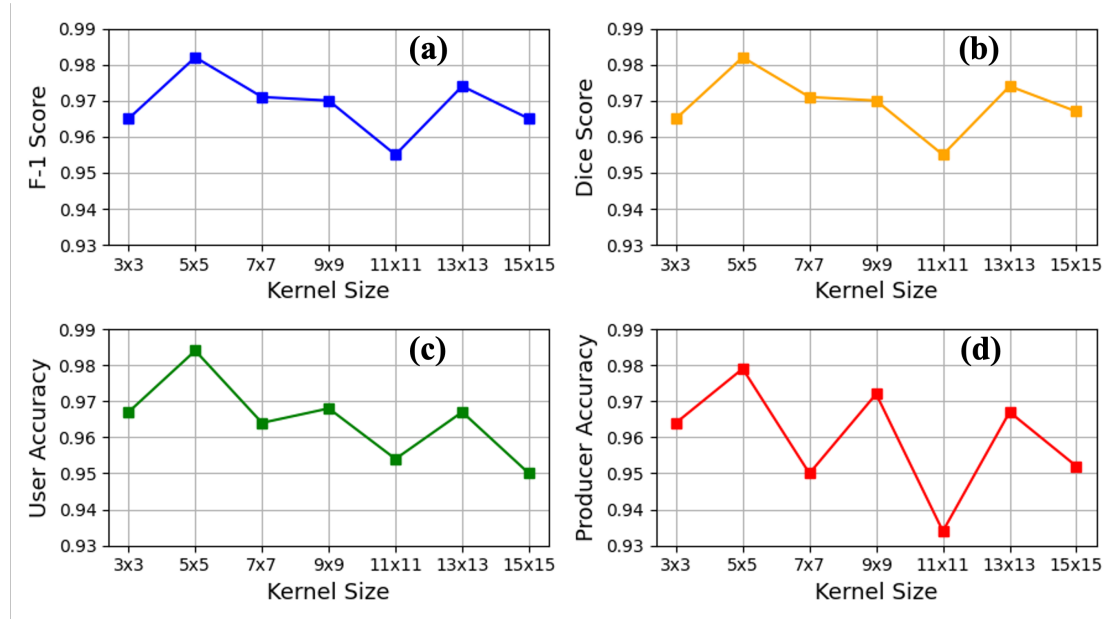 (a)
F-1 Score
0.99
0.98
0.97
0.96
0.95
0.94
0.93
3x3 5x5 7x7 9x9 11x11 13x13 15x15
Kernel Size
(b)
Dice Score
0.99
0.98
0.97
0.96
0.95
0.94
0.93
3x3 5x5 7x7 9x9 11x11 13x13 15x15
Kernel Size
(c)
User Accuracy
0.99
0.98
0.97
0.96
0.95
0.94
0.93
3x3 5x5 7x7 9x9 11x11 13x13 15x15
Kernel Size
(d)
Producer Accuracy
0.99
0.98
0.97
0.96
0.95
0.94
0.93
3x3 5x5 7x7 9x9 11x11 13x13 15x15
Kernel Size